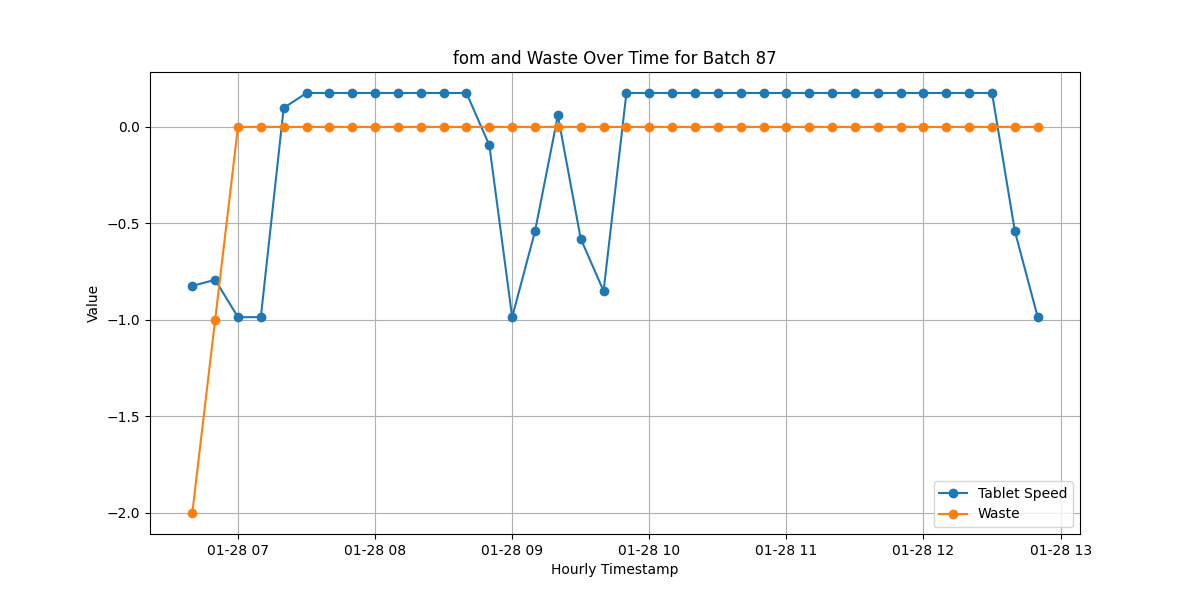 fom and Waste Over Time for Batch 87
Value
0.0
−0.5
−1.0
−1.5
−2.0
Tablet Speed
Waste
01-28 07
01-28 08
01-28 09
01-28 10
01-28 11
01-28 12
01-28 13
Hourly Timestamp